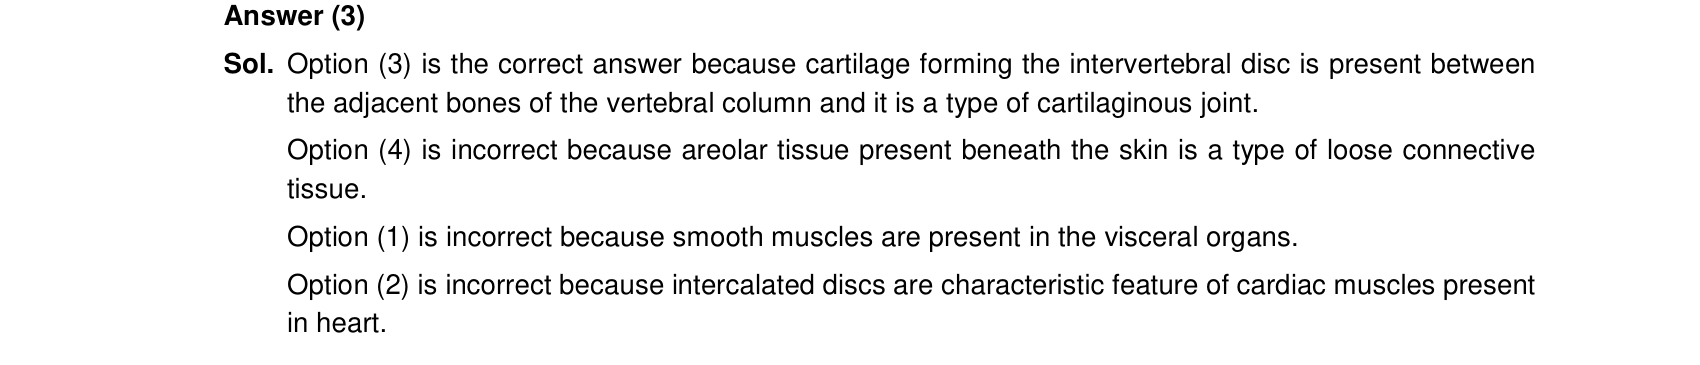 Answer (3)
Sol. Option (3) is the correct answer because cartilage forming the intervertebral disc is present between
the adjacent bones of the vertebral column and it is a type of cartilaginous joint.
Option (4) is incorrect because areolar tissue present beneath the skin is a type of loose connective
tissue.
Option (1) is incorrect because smooth muscles are present in the visceral organs.
Option (2) is incorrect because intercalated discs are characteristic feature of cardiac muscles present
in heart.